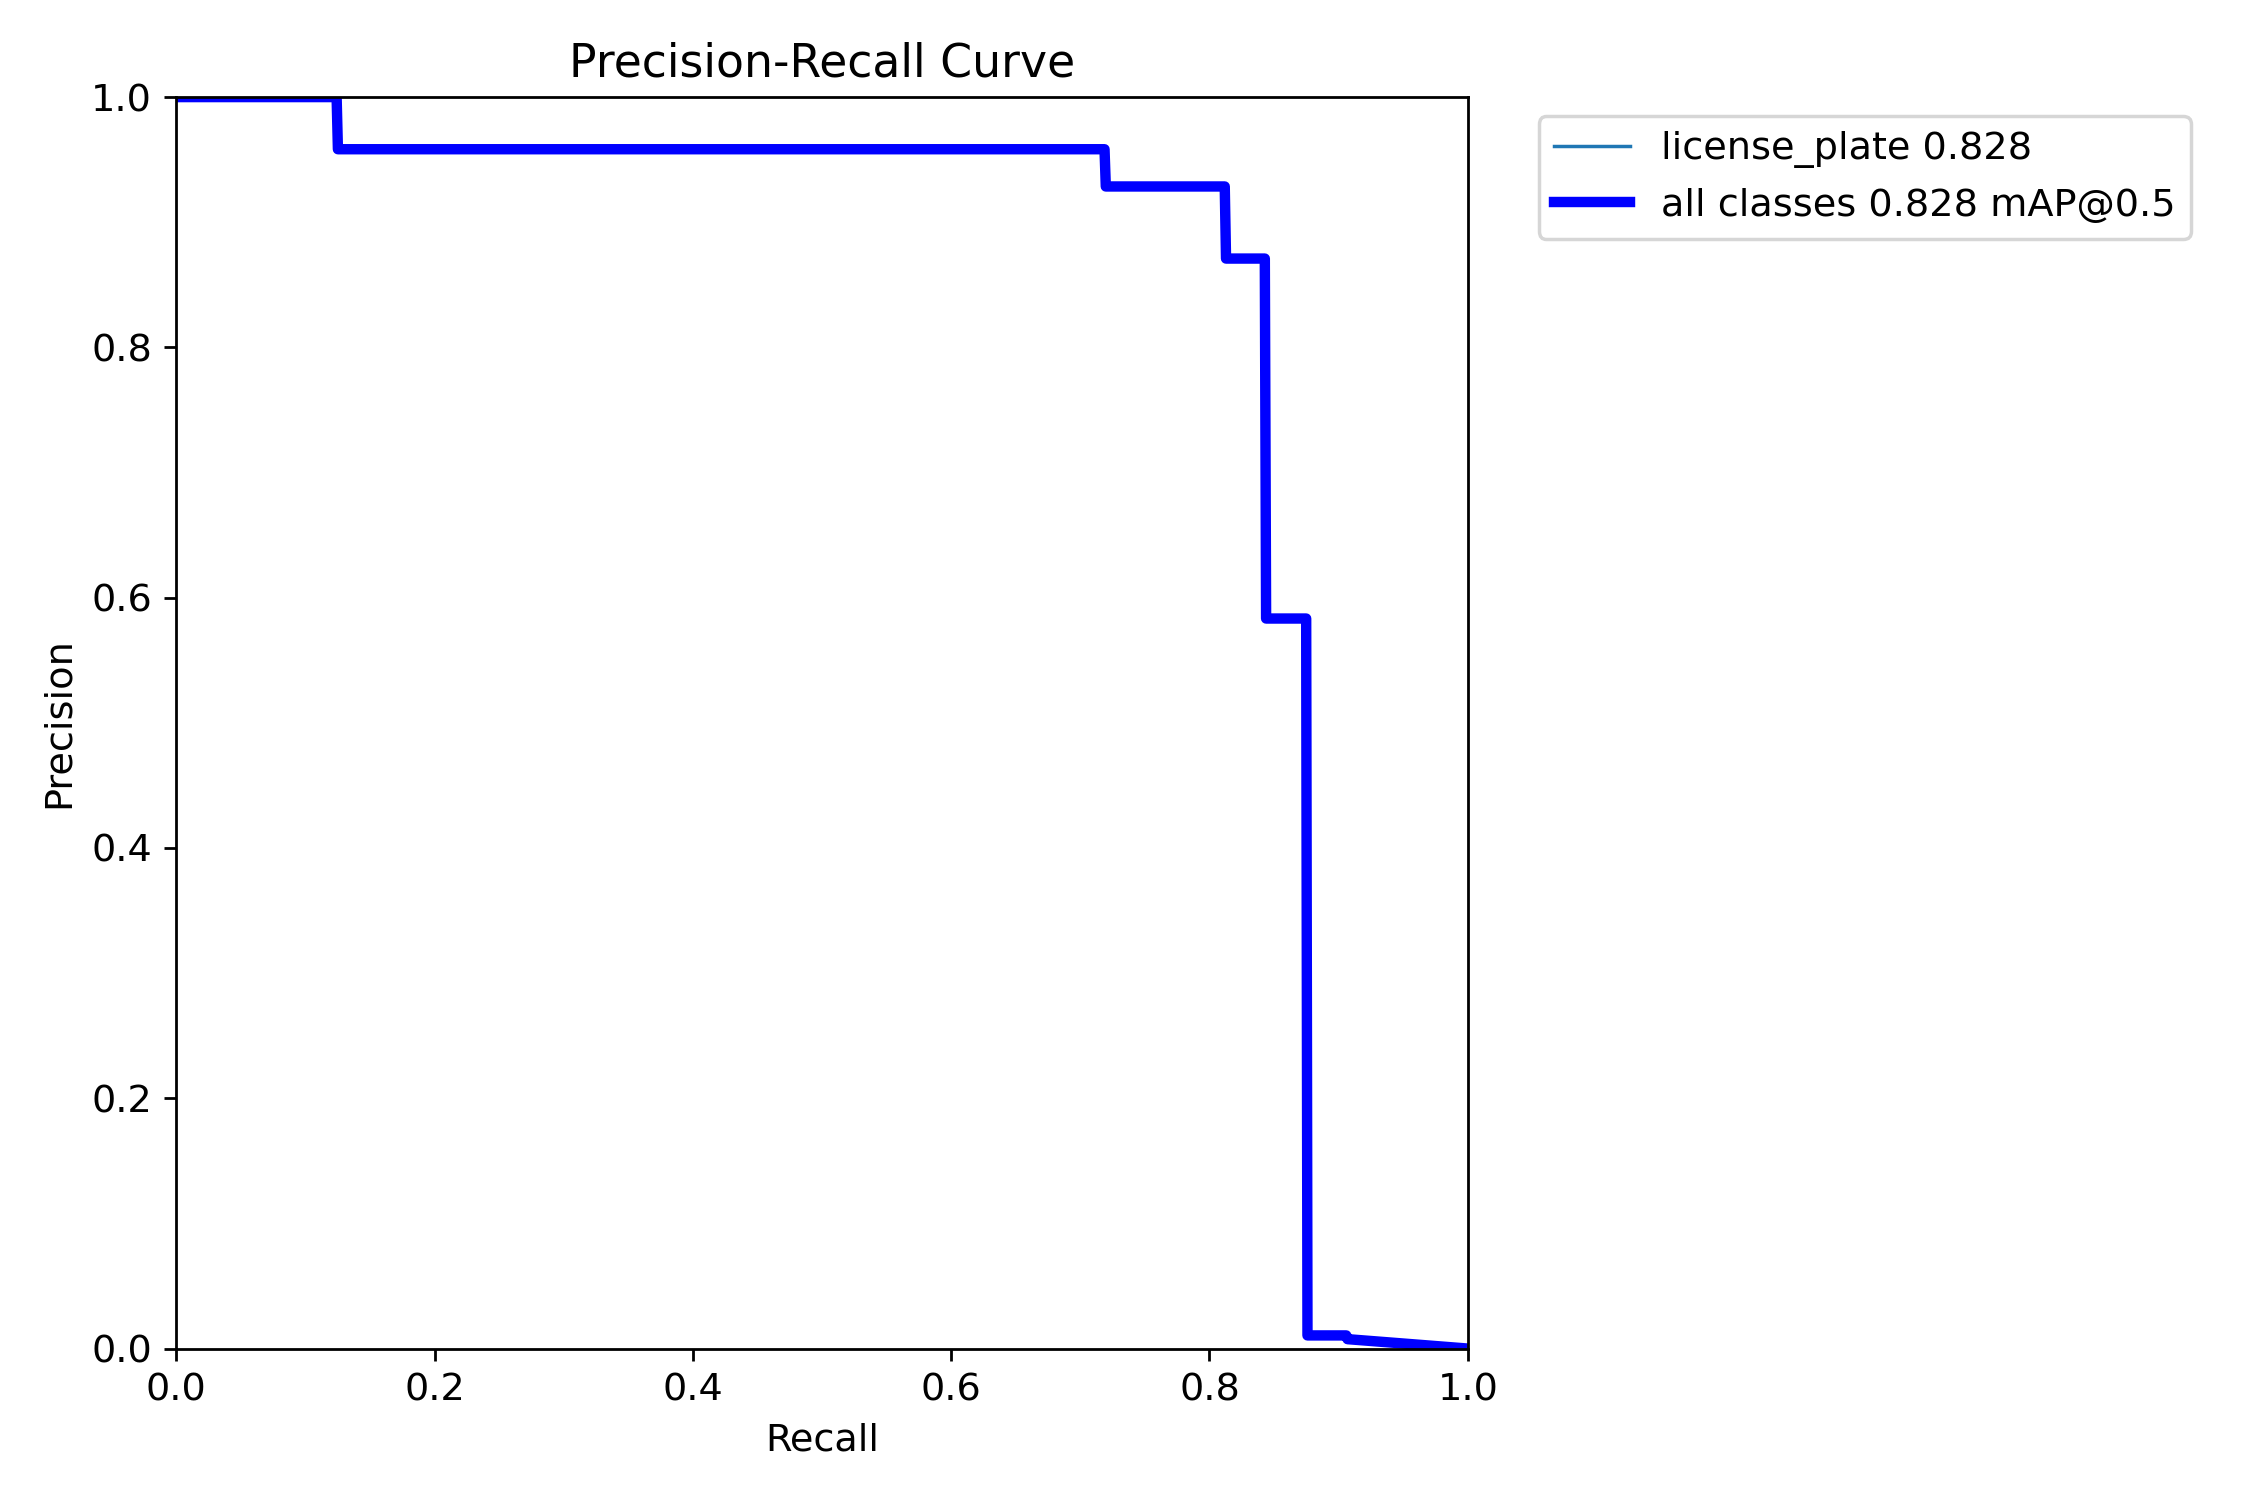 Precision-Recall Curve
1.0
0.8
0.6
0.4
0.2
0.0
Precision
0.0 0.2 0.4 0.6 0.8 1.0
Recall
license_plate 0.828
all classes 0.828 mAP@0.5